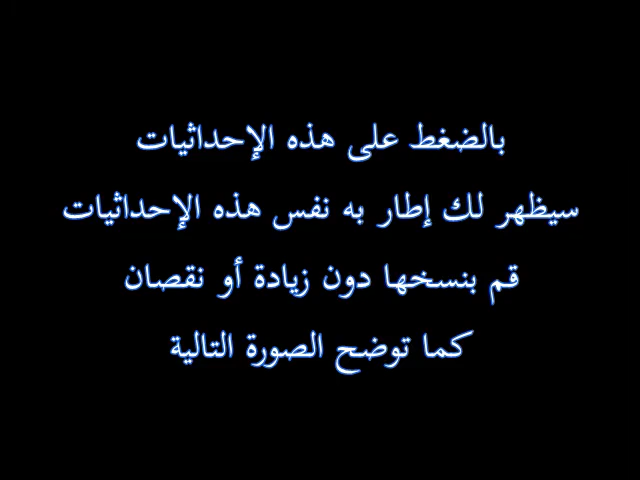 بالضغط على هذه الإحداثيات
سيظهر لك إطار به نفس هذه الإحداثيات
قم بنسخها دون زيادة أو نقصان
كما توضح الصورة التالية